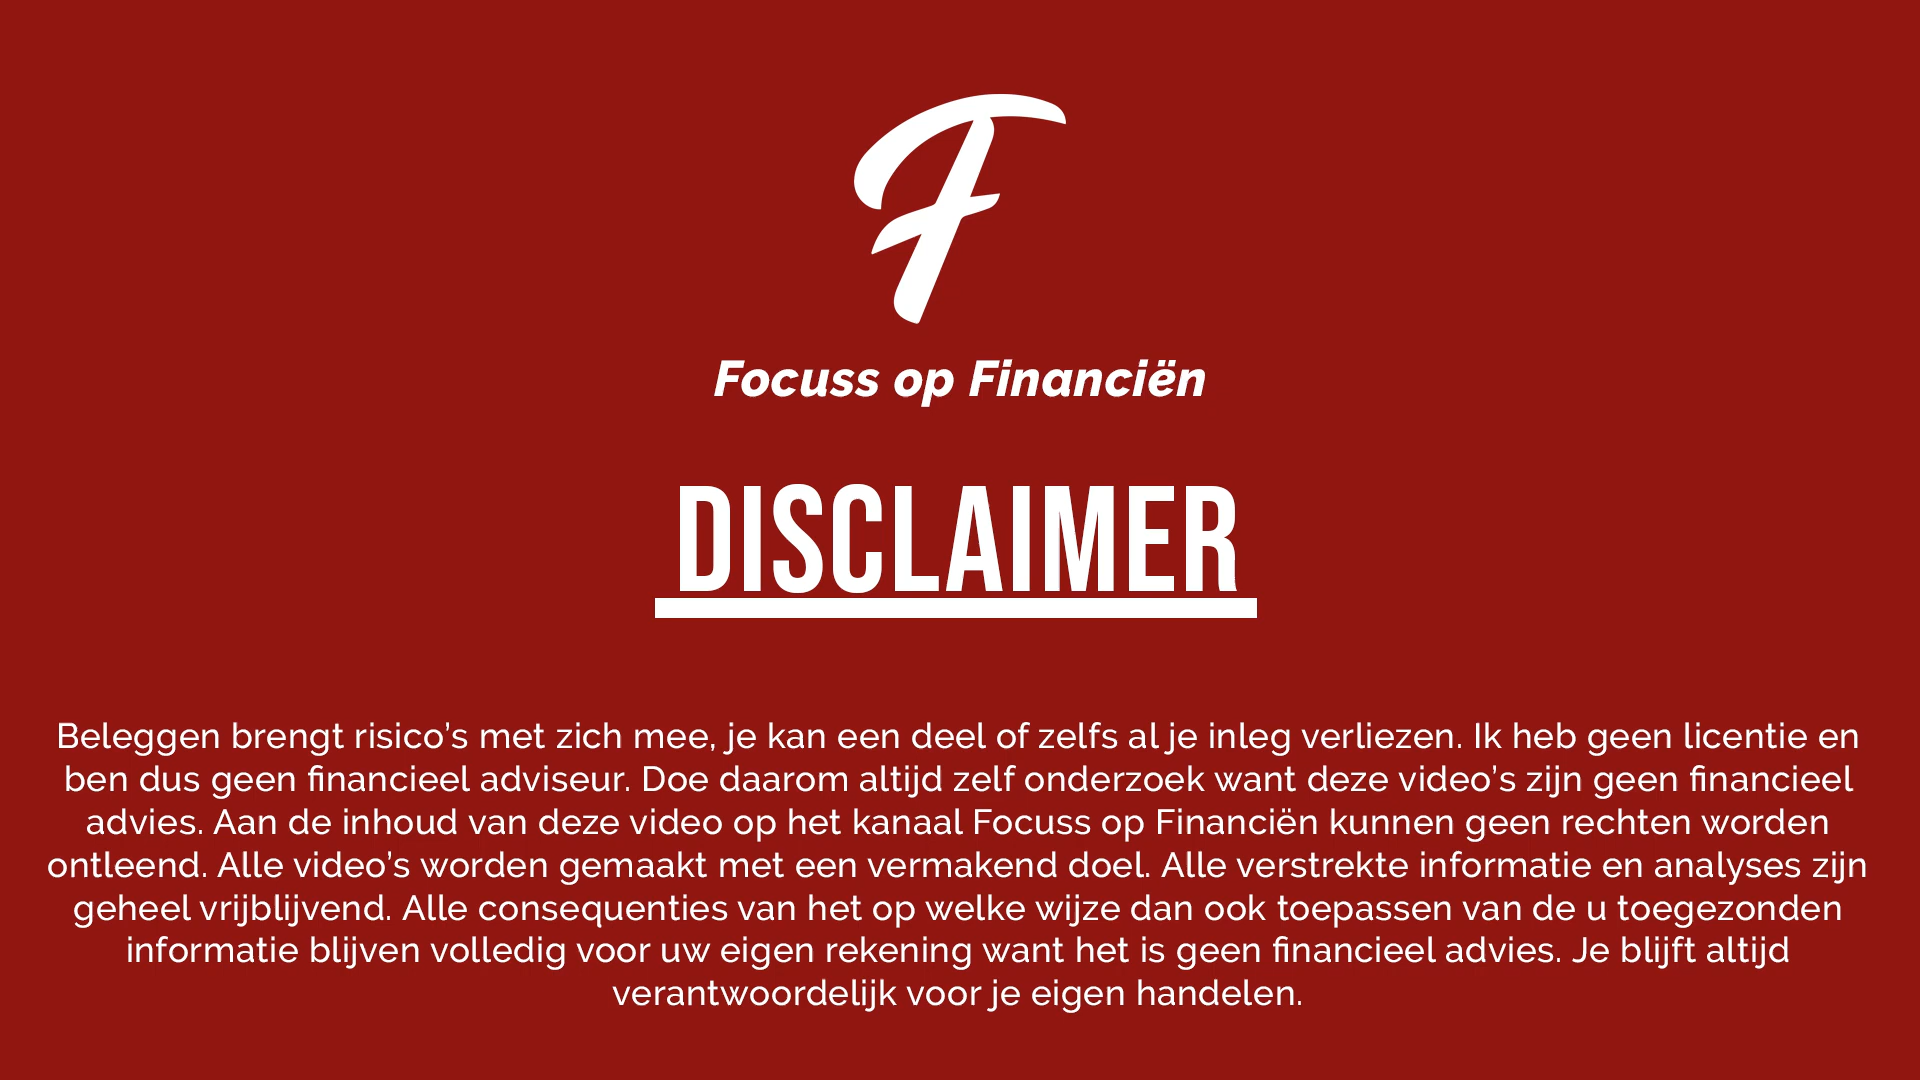 F
Focuss op Financiën
DISCLAIMER
Beleggen brengt risico’s met zich mee, je kan een deel of zelfs al je inleg verliezen. Ik heb geen licentie en
ben dus geen financieel adviseur. Doe daarom altijd zelf onderzoek want deze video’s zijn geen financieel
advies. Aan de inhoud van deze video op het kanaal Focuss op Financiën kunnen geen rechten worden
ontleend. Alle video’s worden gemaakt met een vermakend doel. Alle verstrekte informatie en analyses zijn
geheel vrijblijvend. Alle consequenties van het op welke wijze dan ook toepassen van de u toegezonden
informatie blijven volledig voor uw eigen rekening want het is geen financieel advies. Je blijft altijd
verantwoordelijk voor je eigen handelen.